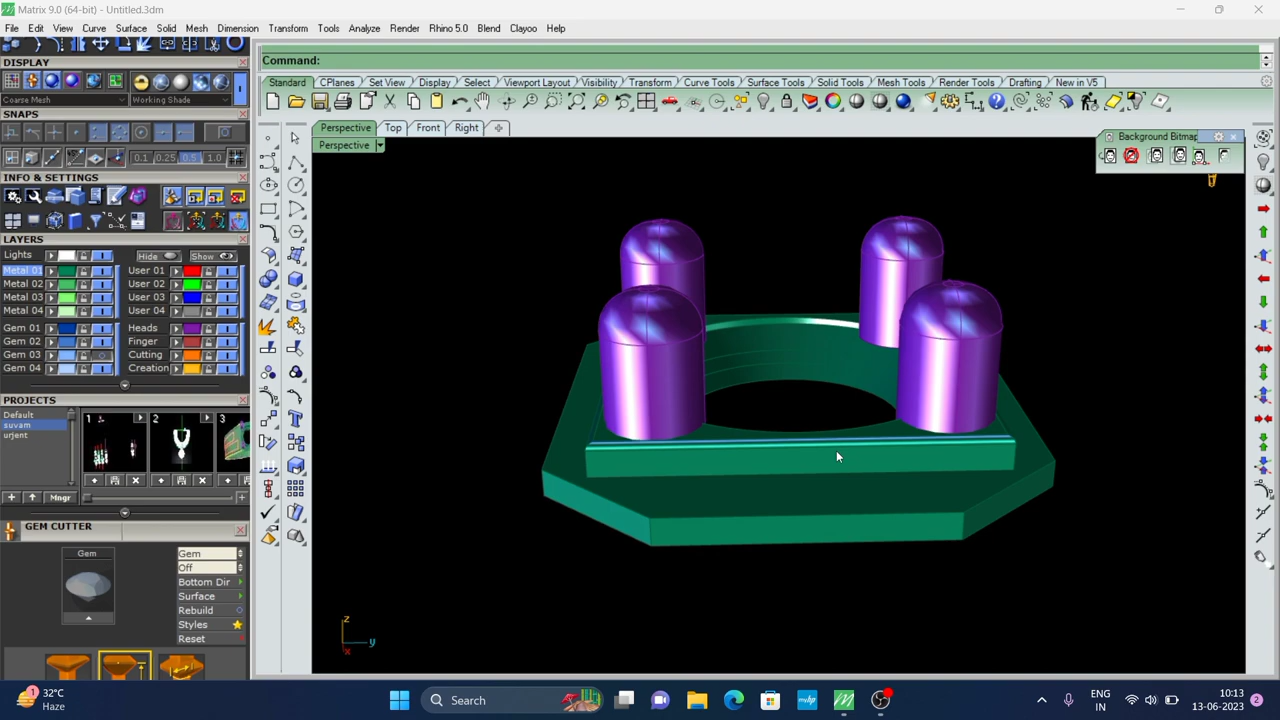 Matrix 9.0 (64-bit) - Untitled.3dm
File Edit View Curve Surface Solid Mesh Dimension Transform Tools Analyze Render Rhino 5.0 Blend Clayoo Help
DISPLAY
Coarse Mesh Working Shade
SNAPS
0.1 0.25 0.5 1.0
INFO & SETTINGS
LAYERS
Lights Hide Show
Metal 01 User 01
Metal 02 User 02
Metal 03 User 03
Metal 04 User 04
Gem 01 Heads
Gem 02 Finger
Gem 03 Cutting
Gem 04 Creation
PROJECTS
Default
suvam
urjent
1 2 3
Mngr
GEM CUTTER
Gem Gem
Off
Bottom Dir
Surface
Rebuild
Styles
Reset
Command:
Standard CPlanes Set View Display Select Viewport Layout Visibility Transform Curve Tools Surface Tools Solid Tools Mesh Tools Render Tools Drafting New in V5
Perspective Top Front Right
Perspective
Background Bitmap
z
y
x
1
32°C
Haze
Search
ENG
IN
10:13
13-06-2023
2